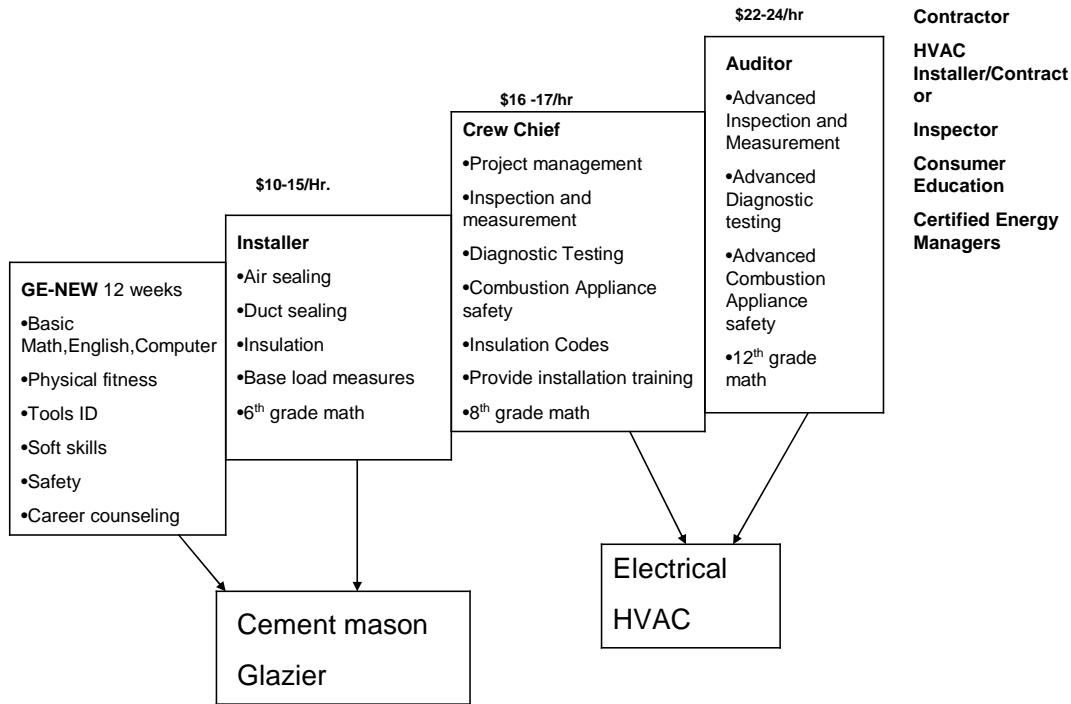 GE-NEW 12 weeks
•Basic
Math,English,Computer
•Physical fitness
•Tools ID
•Soft skills
•Safety
•Career counseling
$10-15/Hr.
Installer
•Air sealing
•Duct sealing
•Insulation
•Base load measures
•6th grade math
$16 -17/hr
Crew Chief
•Project management
•Inspection and
measurement
•Diagnostic Testing
•Combustion Appliance
safety
•Insulation Codes
•Provide installation training
•8th grade math
$22-24/hr
Auditor
•Advanced
Inspection and
Measurement
•Advanced
Diagnostic
testing
•Advanced
Combustion
Appliance
safety
•12th grade
math
Contractor
HVAC
Installer/Contract
or
Inspector
Consumer
Education
Certified Energy
Managers
Cement mason
Glazier
Electrical
HVAC